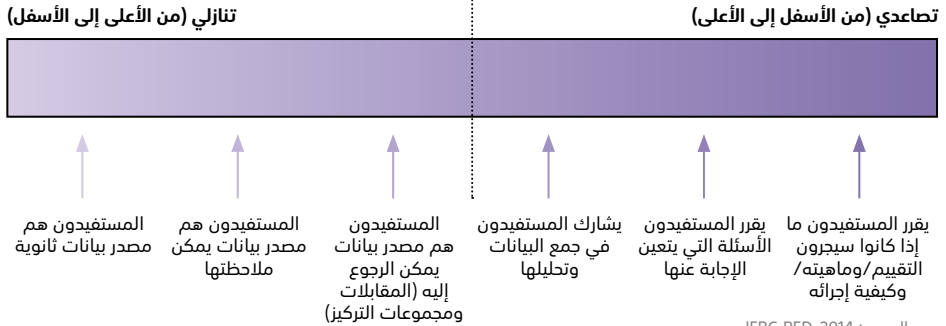 تصاعدي (من الأسفل إلى الأعلى)
تنازلي (من الأعلى إلى الأسفل)
يقرر المستفيدون ما
إذا كانوا سيجرون
التقييم/وماهيته/
وكيفية إجرائه
يقرر المستفيدون
الأسئلة التي يتعين
الإجابة عنها
يشارك المستفيدون
في جمع البيانات
وتحليلها
المستفيدون
هم مصدر بيانات
يمكن الرجوع
إليه (المقابلات
ومجموعات التركيز)
المستفيدون هم
مصدر بيانات يمكن
ملاحظتها
المستفيدون هم
مصدر بيانات ثانوية